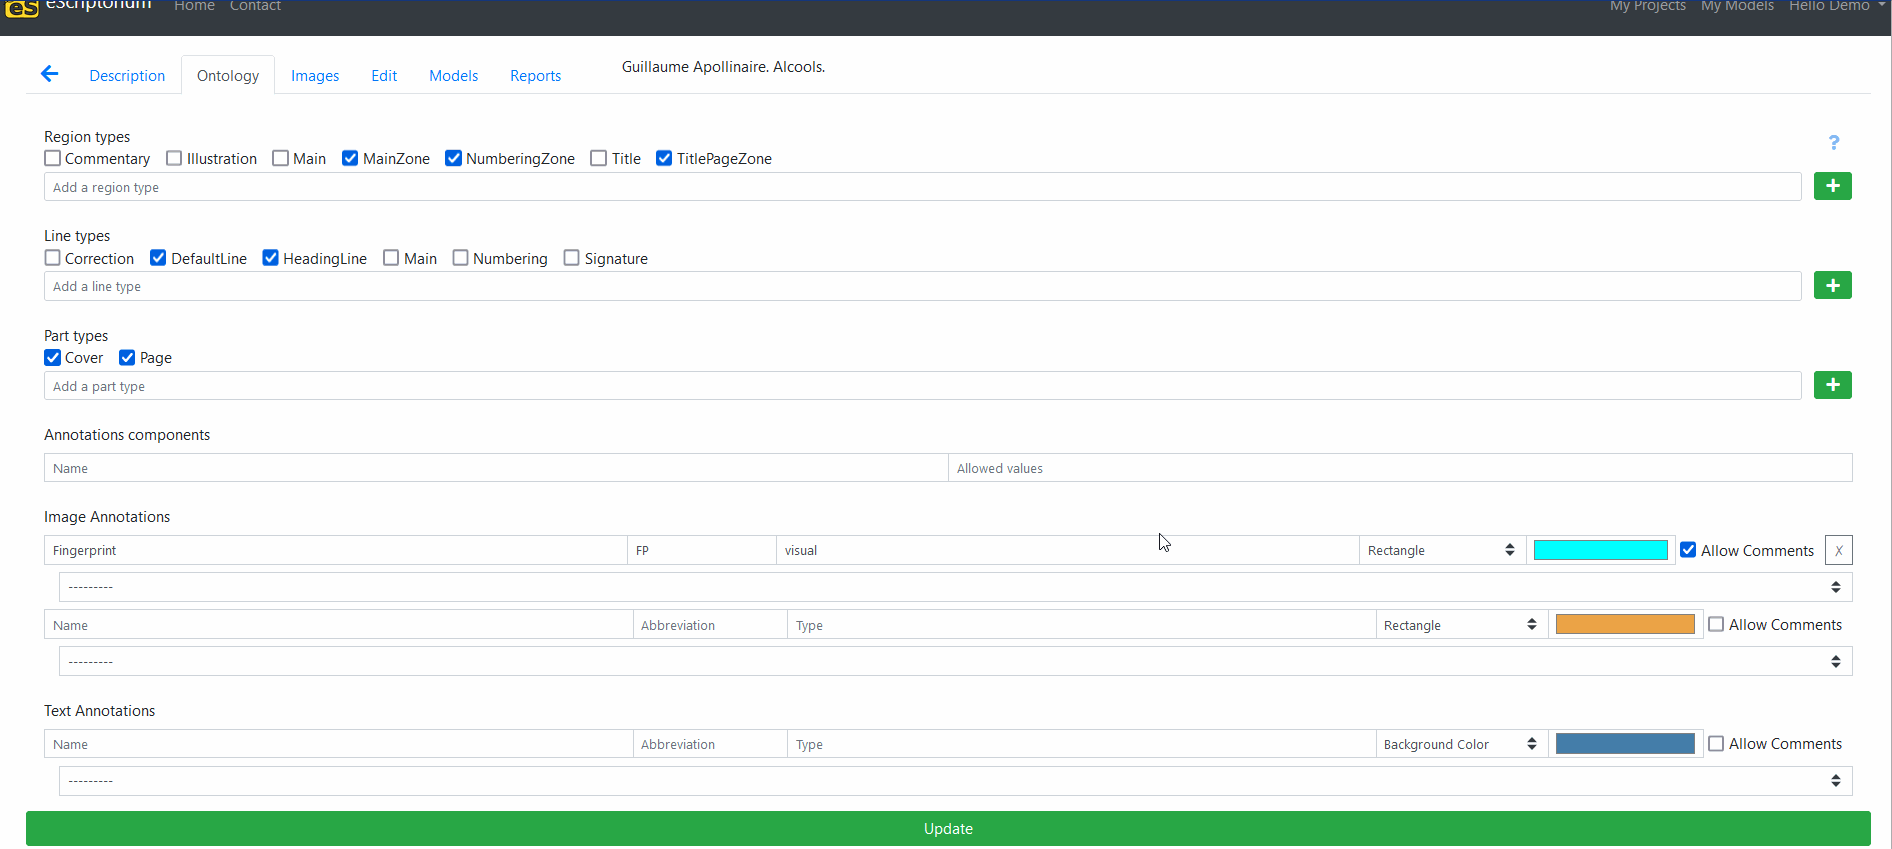 eS eScriptorium Home Contact My Projects My Models Hello Demo
Description Ontology Images Edit Models Reports Guillaume Apollinaire. Alcools.
Region types
?
Commentary Illustration Main MainZone NumberingZone Title TitlePageZone
Add a region type +
Line types
Correction DefaultLine HeadingLine Main Numbering Signature
Add a line type +
Part types
Cover Page
Add a part type +
Annotations components
Name Allowed values
Image Annotations
Fingerprint FP visual Rectangle Allow Comments X
---------
Name Abbreviation Type Rectangle Allow Comments
---------
Text Annotations
Name Abbreviation Type Background Color Allow Comments
---------
Update